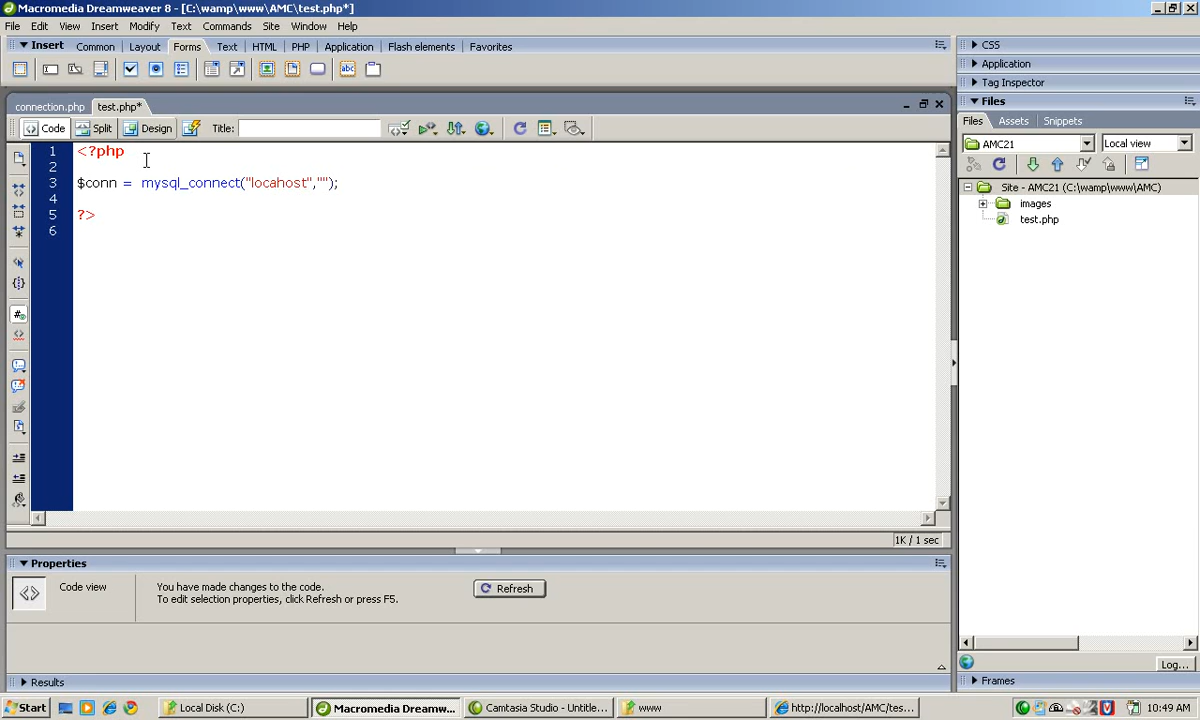 Macromedia Dreamweaver 8 - [C:\wamp\www\AMC\test.php*]
File Edit View Insert Modify Text Commands Site Window Help
Insert Common Layout Forms Text HTML PHP Application Flash elements Favorites
connection.php test.php*
Code Split Design Title:
1 <?php
2
3 $conn = mysql_connect("locahost","");
4
5 ?>
6
1K / 1 sec
Properties
Code view
You have made changes to the code.
To edit selection properties, click Refresh or press F5.
Refresh
Results
CSS
Application
Tag Inspector
Files
Files Assets Snippets
AMC21 Local view
Site - AMC21 (C:\wamp\www\AMC)
images
test.php
Log...
Frames
Start Local Disk (C:) Macromedia Dreamw... Camtasia Studio - Untitle... www http://localhost/AMC/tes... 10:49 AM